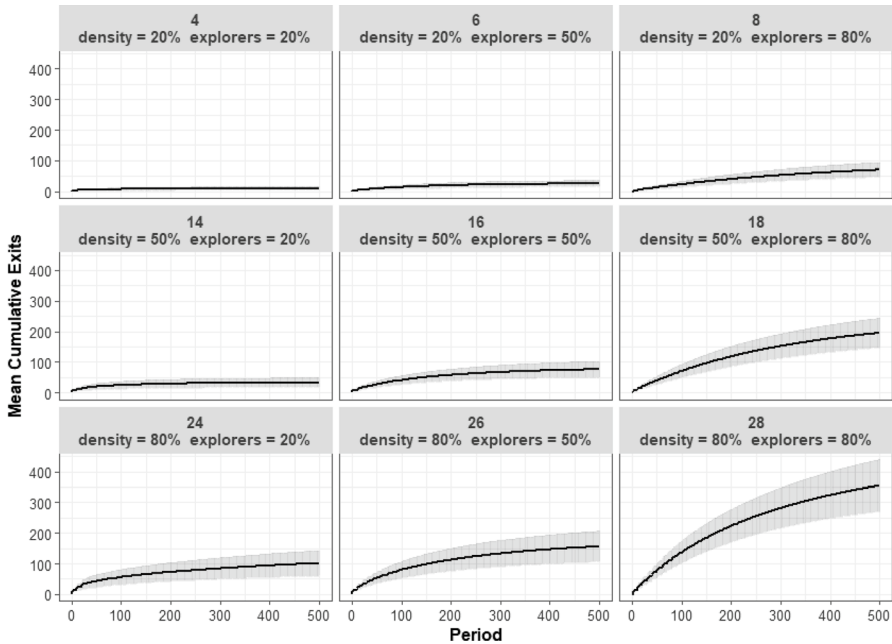 4
density = 20%  explorers = 20%
6
density = 20%  explorers = 50%
8
density = 20%  explorers = 80%
400
300
200
100
0
14
density = 50%  explorers = 20%
16
density = 50%  explorers = 50%
18
density = 50%  explorers = 80%
400
300
200
100
0
Mean Cumulative Exits
24
density = 80%  explorers = 20%
26
density = 80%  explorers = 50%
28
density = 80%  explorers = 80%
400
300
200
100
0
0 100 200 300 400 500
0 100 200 300 400 500
0 100 200 300 400 500
Period